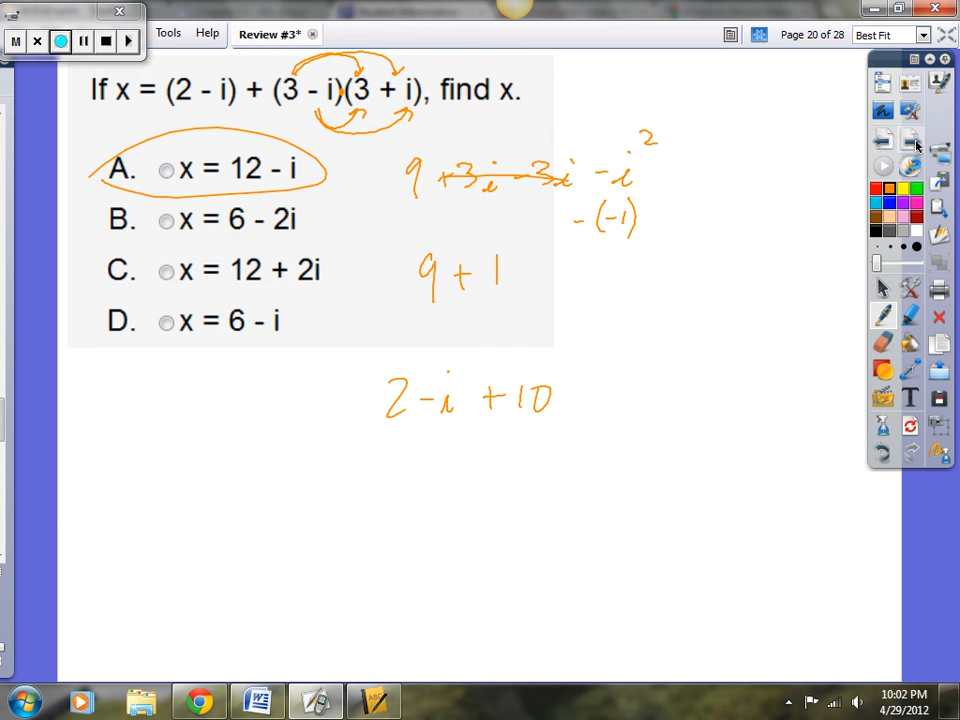 M
Tools Help Review #3* Page 20 of 28 Best Fit
If x = (2 - i) + (3 - i)(3 + i), find x.
A. x = 12 - i
B. x = 6 - 2i
C. x = 12 + 2i
D. x = 6 - i
9 + 3i - 3i - i²
- (-1)
9 + 1
2 - i + 10
T
ABC
10:02 PM
4/29/2012